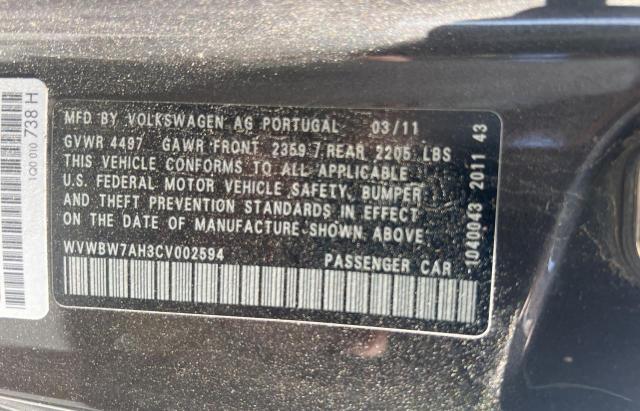 MFD BY VOLKSWAGEN AG PORTUGAL 03/11
GVWR 4497 GAWR FRONT 2359.7 REAR 2205 LBS
THIS VEHICLE CONFORMS TO ALL APPLICABLE
U.S. FEDERAL MOTOR VEHICLE SAFETY, BUMPER
AND THEFT PREVENTION STANDARDS IN EFFECT
ON THE DATE OF MANUFACTURE SHOWN ABOVE
WVWBW7AH3CV002594 PASSENGER CAR
1040043 2011 43
1Q0 010 738 H